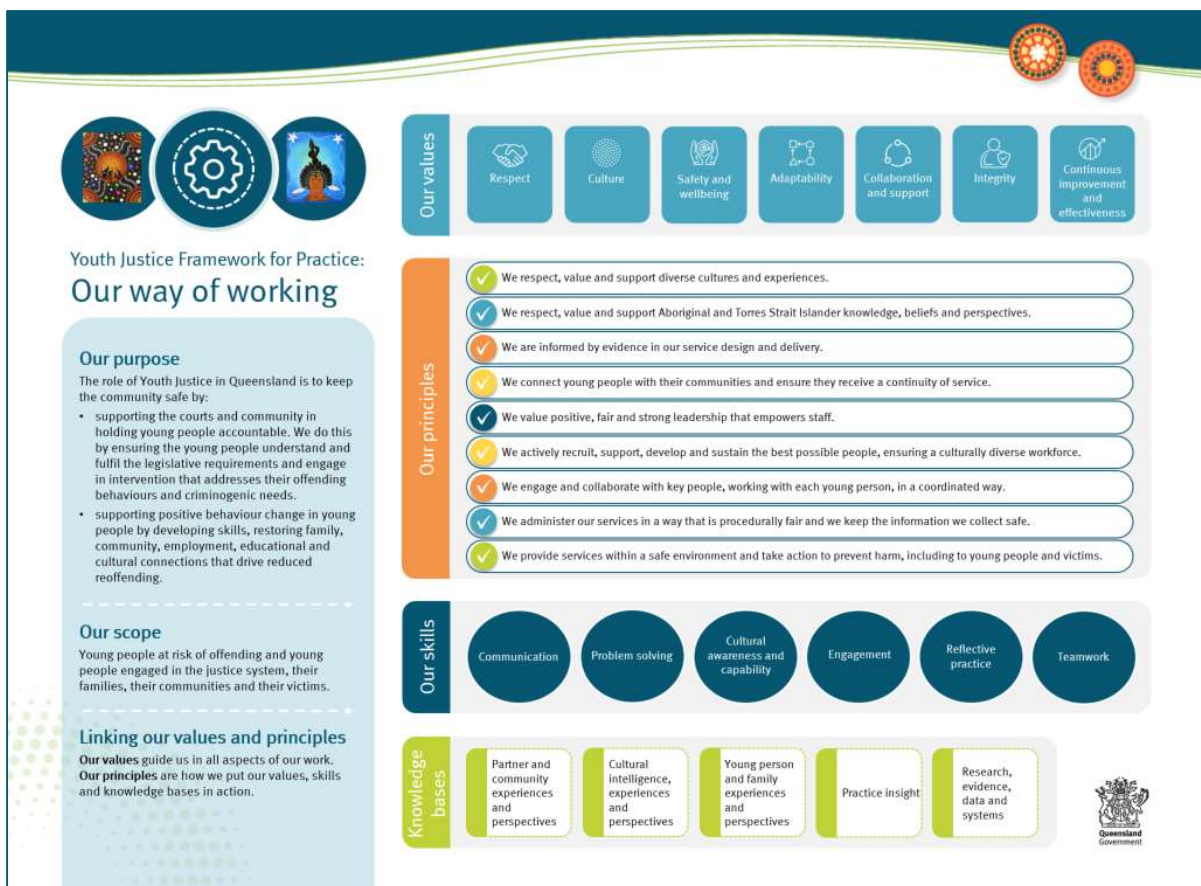 Youth Justice Framework for Practice:
Our way of working
Our purpose
The role of Youth Justice in Queensland is to keep
the community safe by:
• supporting the courts and community in
holding young people accountable. We do this
by ensuring the young people understand and
fulfil the legislative requirements and engage
in intervention that addresses their offending
behaviours and criminogenic needs.
• supporting positive behaviour change in young
people by developing skills, restoring family,
community, employment, educational and
cultural connections that drive reduced
reoffending.
Our scope
Young people at risk of offending and young
people engaged in the justice system, their
families, their communities and their victims.
Linking our values and principles
Our values guide us in all aspects of our work.
Our principles are how we put our values, skills
and knowledge bases in action.
Our values
Respect
Culture
Safety and
wellbeing
Adaptability
Collaboration
and support
Integrity
Continuous
improvement
and
effectiveness
Our principles
We respect, value and support diverse cultures and experiences.
We respect, value and support Aboriginal and Torres Strait Islander knowledge, beliefs and perspectives.
We are informed by evidence in our service design and delivery.
We connect young people with their communities and ensure they receive a continuity of service.
We value positive, fair and strong leadership that empowers staff.
We actively recruit, support, develop and sustain the best possible people, ensuring a culturally diverse workforce.
We engage and collaborate with key people, working with each young person, in a coordinated way.
We administer our services in a way that is procedurally fair and we keep the information we collect safe.
We provide services within a safe environment and take action to prevent harm, including to young people and victims.
Our skills
Communication
Problem solving
Cultural
awareness and
capability
Engagement
Reflective
practice
Teamwork
Knowledge
bases
Partner and
community
experiences
and
perspectives
Cultural
intelligence,
experiences
and
perspectives
Young person
and family
experiences
and
perspectives
Practice insight
Research,
evidence,
data and
systems
Queensland
Government